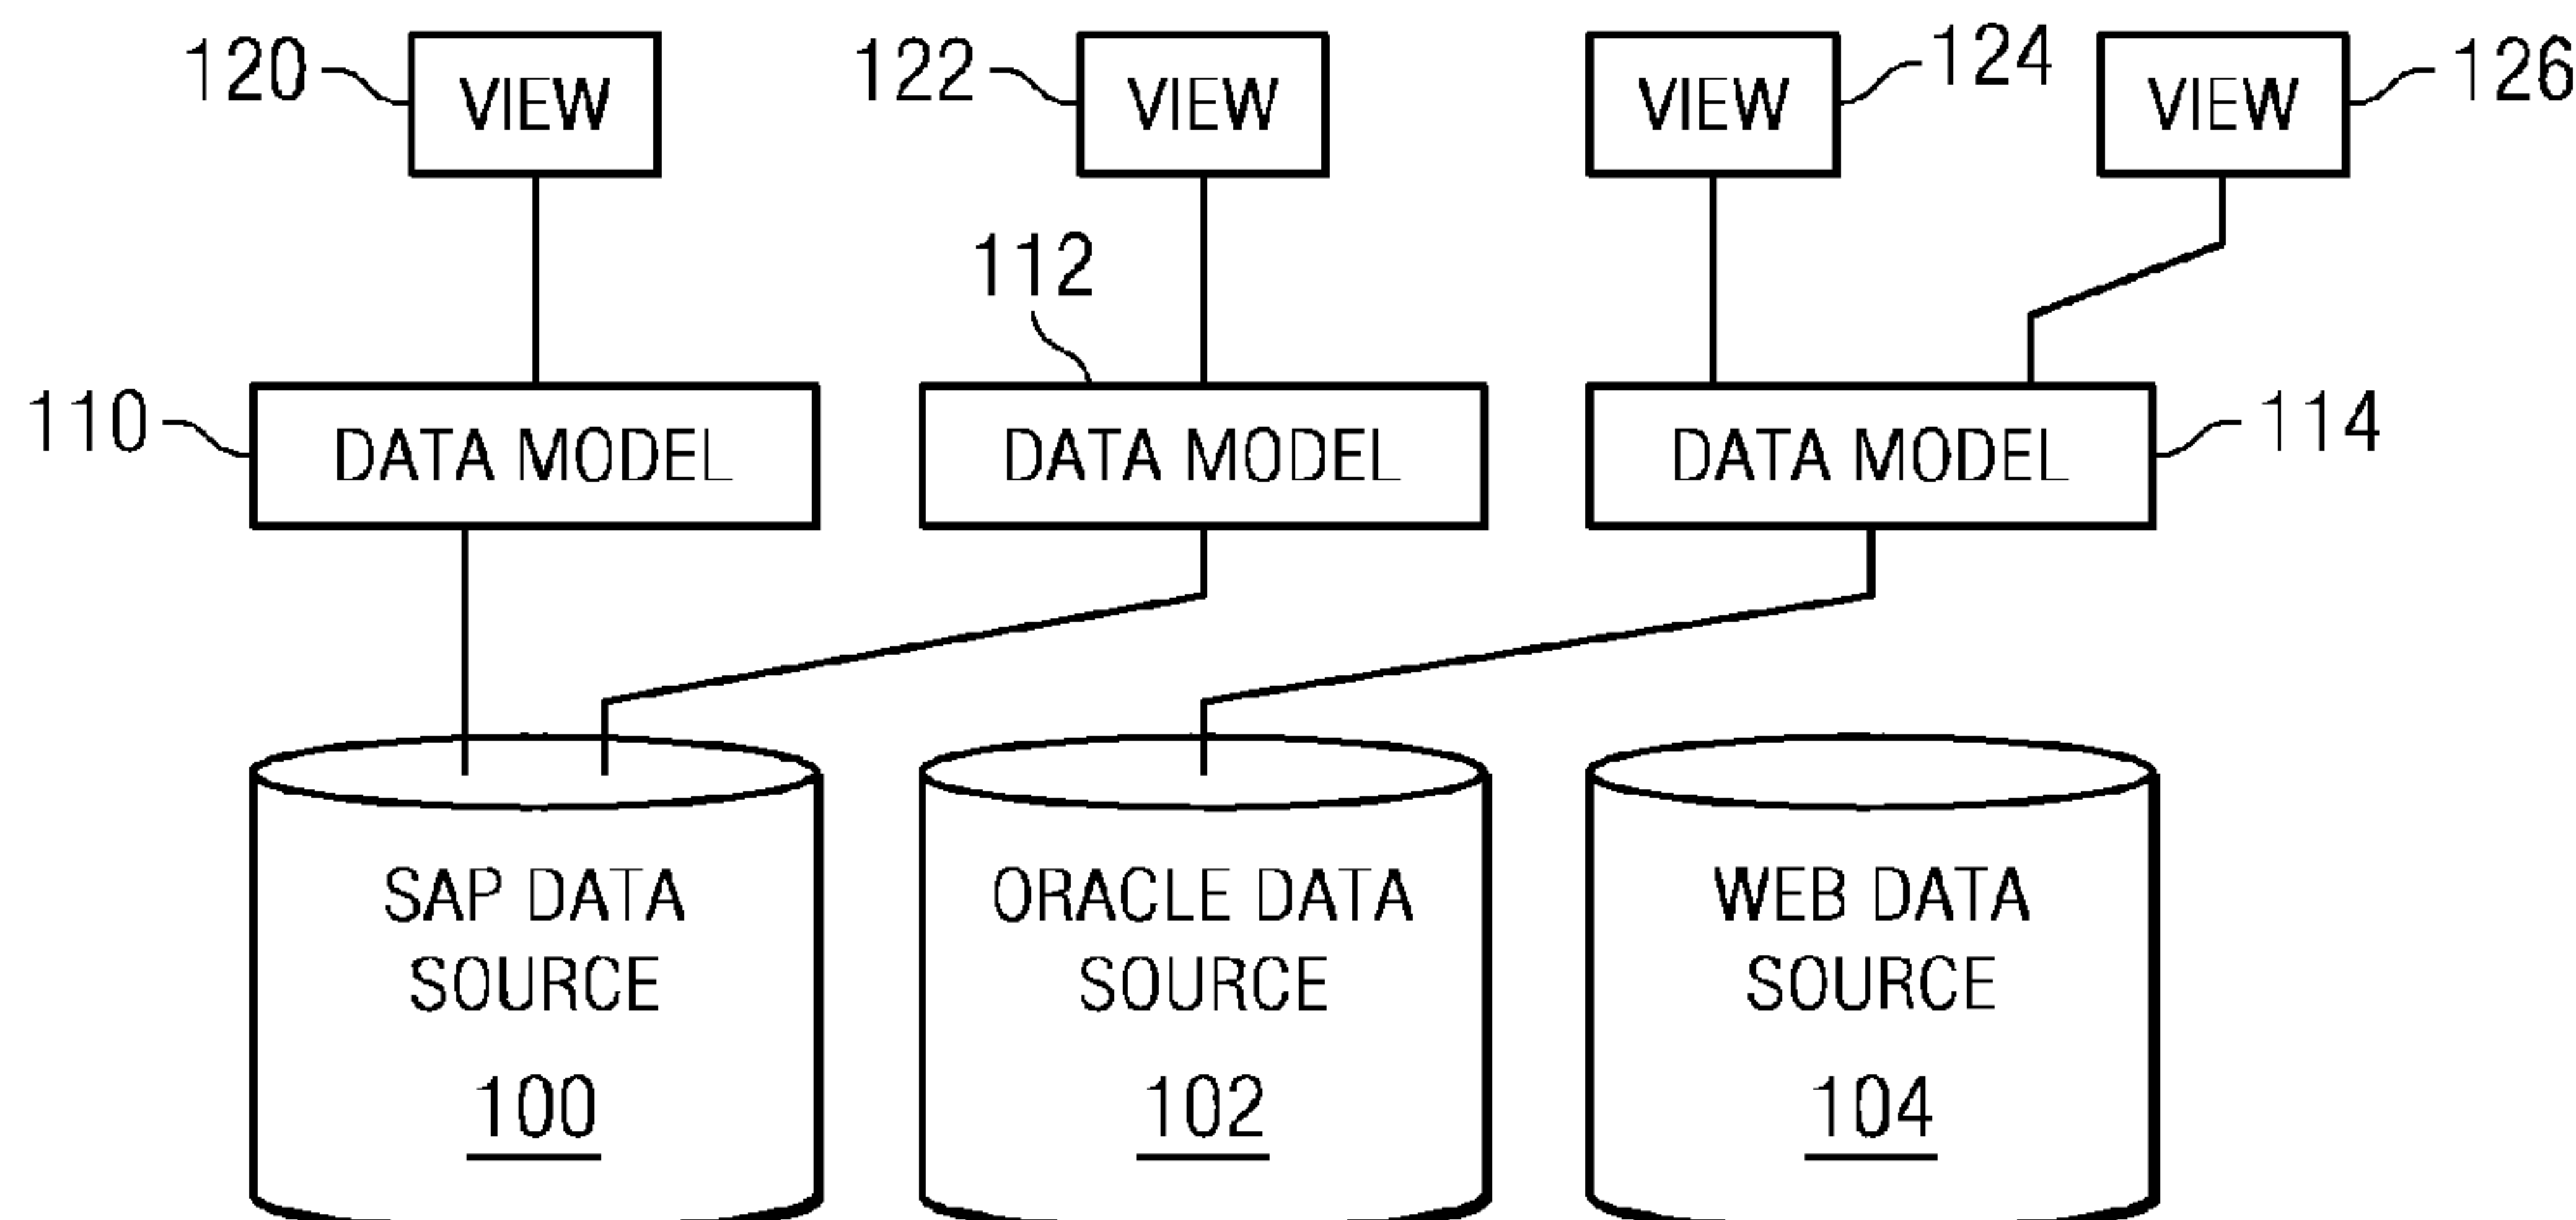 120 VIEW 122 VIEW VIEW 124 VIEW 126
112
110 DATA MODEL DATA MODEL DATA MODEL 114
SAP DATA ORACLE DATA WEB DATA
SOURCE SOURCE SOURCE
100 102 104